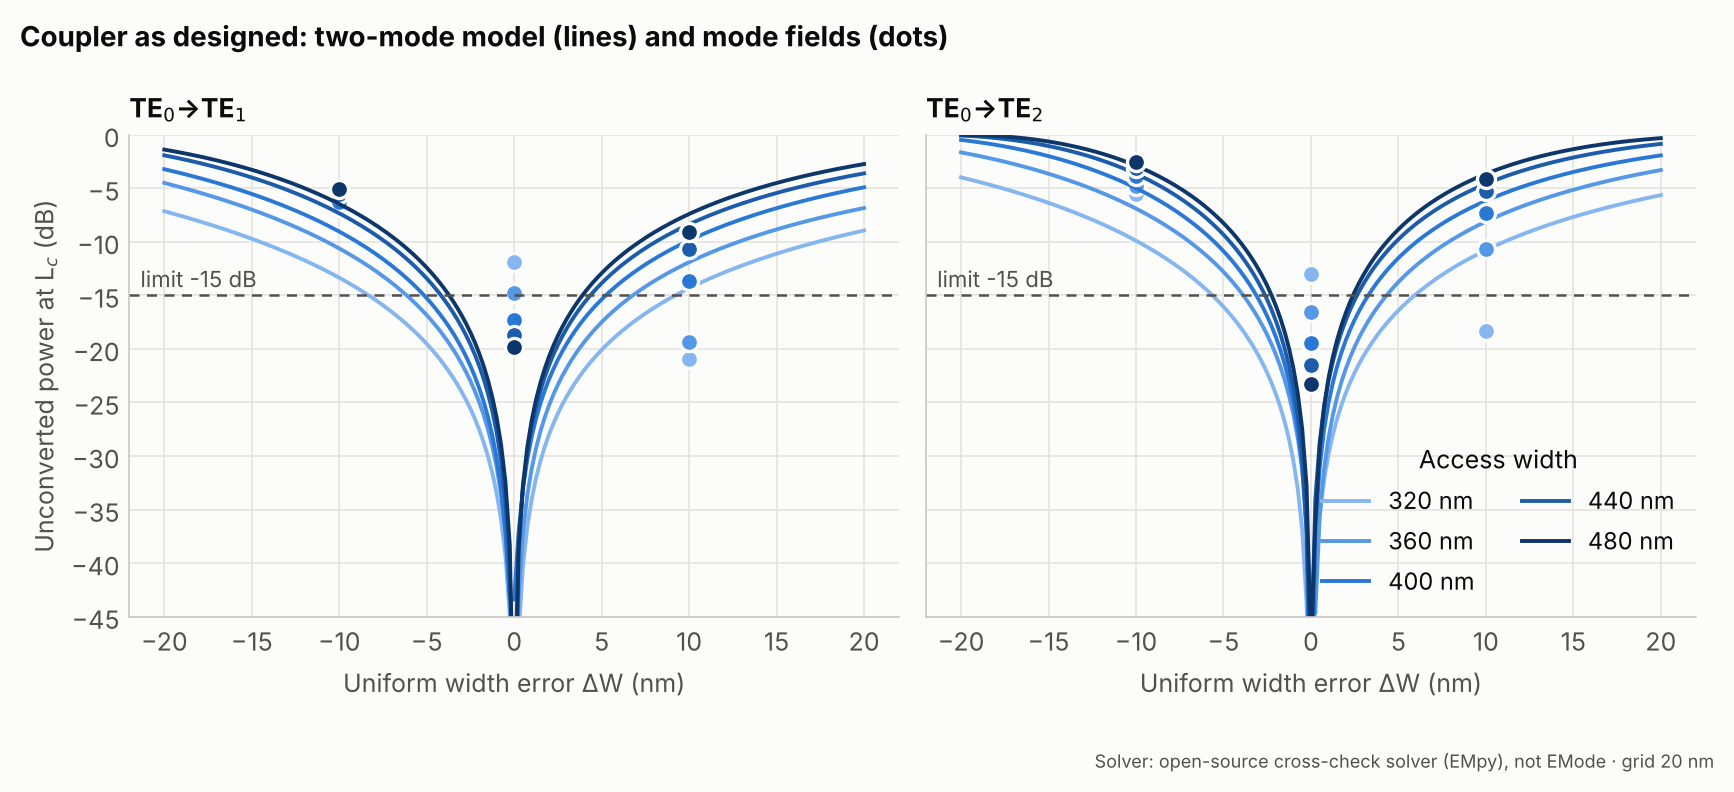 Coupler as designed: two-mode model (lines) and mode fields (dots)
TE₀→TE₁
Unconverted power at L꜀ (dB)
0
−5
−10
−15
−20
−25
−30
−35
−40
−45
limit -15 dB
−20 −15 −10 −5 0 5 10 15 20
Uniform width error ΔW (nm)
TE₀→TE₂
limit -15 dB
Access width
320 nm 440 nm
360 nm 480 nm
400 nm
−20 −15 −10 −5 0 5 10 15 20
Uniform width error ΔW (nm)
Solver: open-source cross-check solver (EMpy), not EMode · grid 20 nm